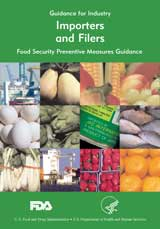 Guidance for Industry
Importers
and Filers
Food Security Preventive Measures Guidance
FDA
U.S. Food and Drug Administration • U.S. Department of Health and Human Services